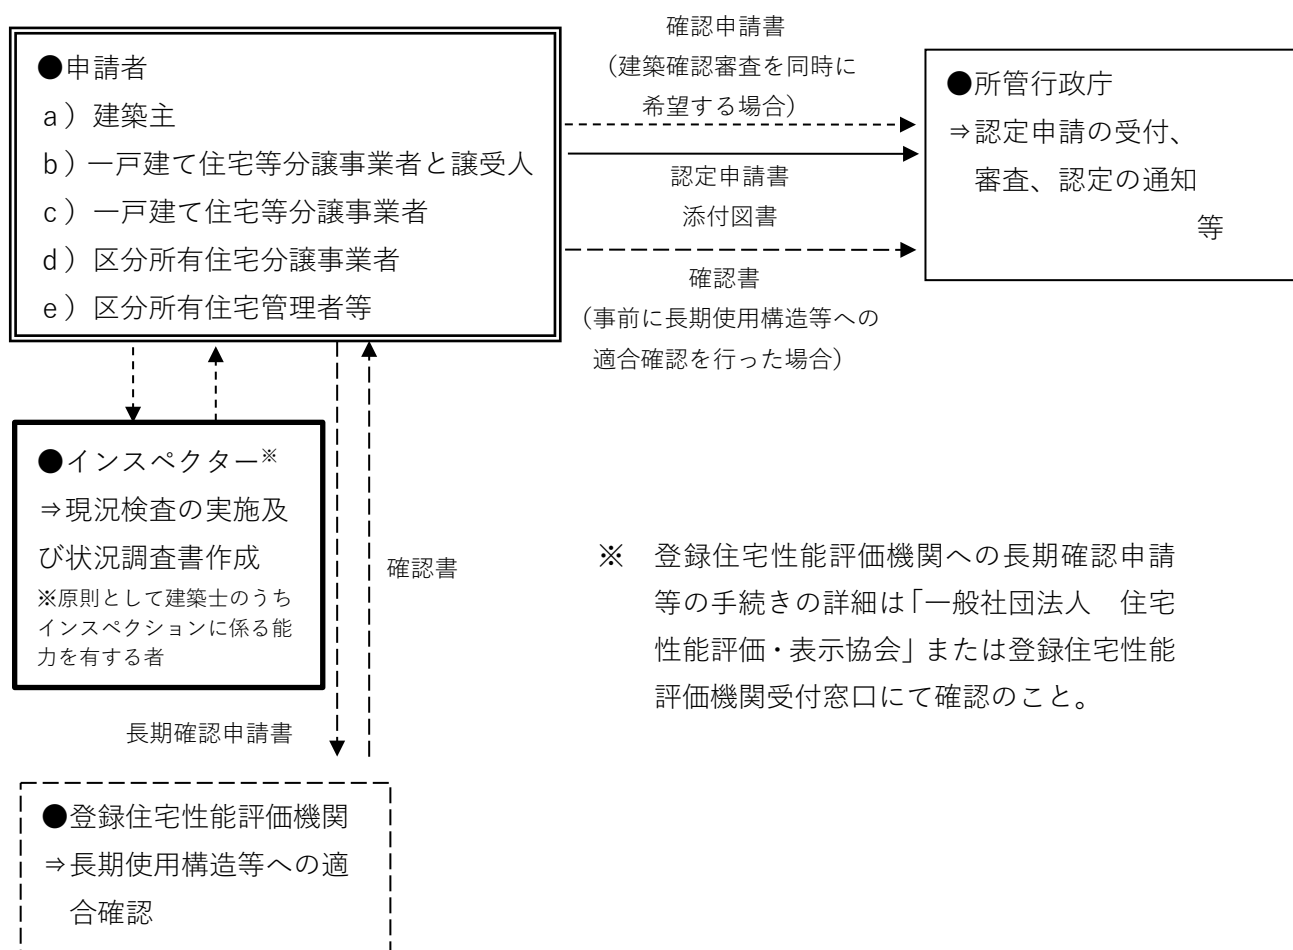 ●申請者
a）建築主
b）一戸建て住宅等分譲事業者と譲受人
c）一戸建て住宅等分譲事業者
d）区分所有住宅分譲事業者
e）区分所有住宅管理者等
確認申請書
（建築確認審査を同時に
希望する場合）
認定申請書
添付図書
確認書
（事前に長期使用構造等への
適合確認を行った場合）
●所管行政庁
⇒認定申請の受付、
審査、認定の通知
等
●インスペクター※
⇒現況検査の実施及
び状況調査書作成
※原則として建築士のうち
インスペクションに係る能
力を有する者
確認書
※　登録住宅性能評価機関への長期確認申請
等の手続きの詳細は「一般社団法人　住宅
性能評価・表示協会」または登録住宅性能
評価機関受付窓口にて確認のこと。
長期確認申請書
●登録住宅性能評価機関
⇒長期使用構造等への適
合確認